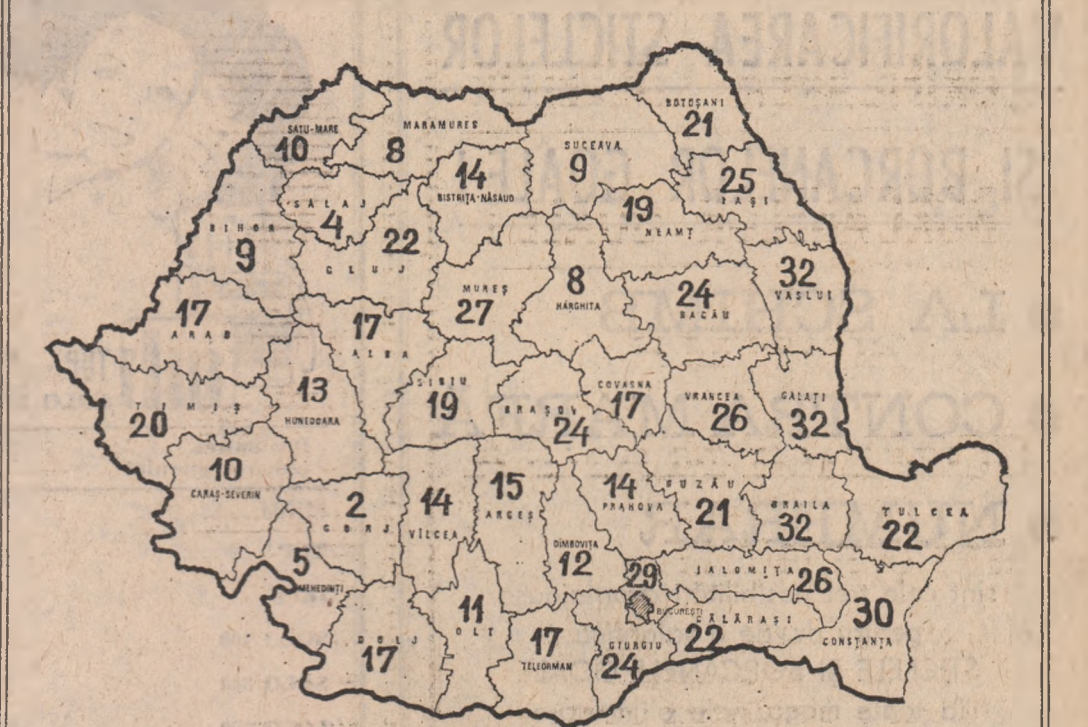 BOTOȘANI
21
SATU-MARE
10
MARAMUREȘ
8
SUCEAVA
9
14
BISTRIȚA-NĂSAUD
25
IAȘI
19
NEAMȚ
SĂLAJ
4
22
CLUJ
BIHOR
9
32
VASLUI
8
HARGHITA
24
BACĂU
MUREȘ
27
17
ARAD
17
ALBA
13
HUNEDOARA
SIBIU
19
BRAȘOV
24
COVASNA
17
VRANCEA
26
GALAȚI
32
TIMIȘ
20
10
CARAȘ-SEVERIN
2
GORJ
14
VÎLCEA
15
ARGEȘ
14
PRAHOVA
BUZĂU
21
BRAILA
32
TULCEA
22
5
MEHEDINȚI
DÎMBOVIȚA
12
29
IALOMIȚA
26
BUCUREȘTI
30
CONSTANȚA
CĂLĂRAȘI
22
DOLJ
17
11
OLT
17
TELEORMAM
GIURGIU
24